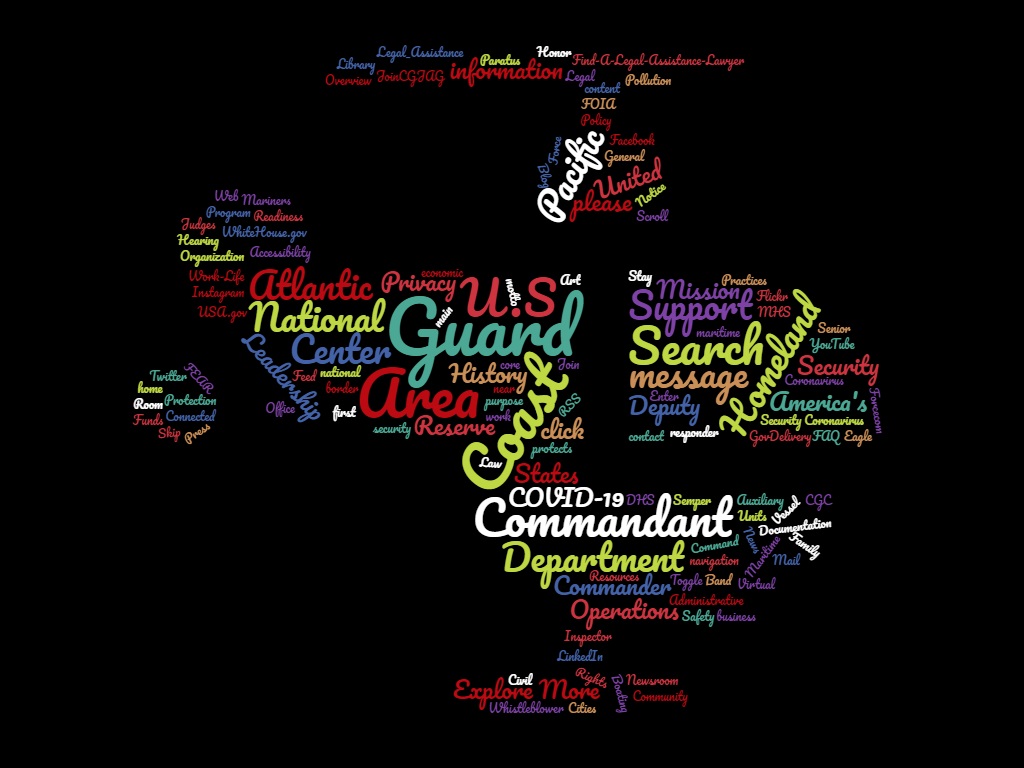 Legal_Assistance
Library
Paratus
Honor
Find-A-Legal-Assistance-Lawyer
Overview
JoinCGJAG
information
Legal
Pollution
content
FOIA
Policy
Force
Pacific
Facebook
General
Blog
United
Notice
please
Scroll
Web
Mariners
Program
Readiness
Judges
WhiteHouse.gov
Hearing
Organization
Accessibility
Work-Life
Atlantic
Privacy
economic
Instagram
USA.gov
National
main
U.S
motto
Art
Guard
Leadership
Center
Feed
national
border
Area
History
core
near
purpose
work
Join
Coast
RSS
Office
first
security
Reserve
click
protects
Law
States
Twitter
FEAR
home
Room
Protection
Funds
Connected
Skip
Press
Stay
Mission
Practices
Support
Flickr
MHS
Homeland
maritime
Senior
Search
YouTube
message
Security
Coronavirus
Enter
Deputy
America's
Forcecom
Security
Coronavirus
contact
responder
GovDelivery
FAQ
Eagle
COVID-19
DHS
Semper
Auxiliary
Vessel
CGC
Commandant
Units
Documentation
Family
Department
Command
News
Maritime
navigation
Mail
Resources
Commander
Toggle
Band
Virtual
Administrative
Operations
Safety
business
Inspector
LinkedIn
Rights
Civil
Explore More
Boating
Newsroom
Community
Whistleblower
Cities